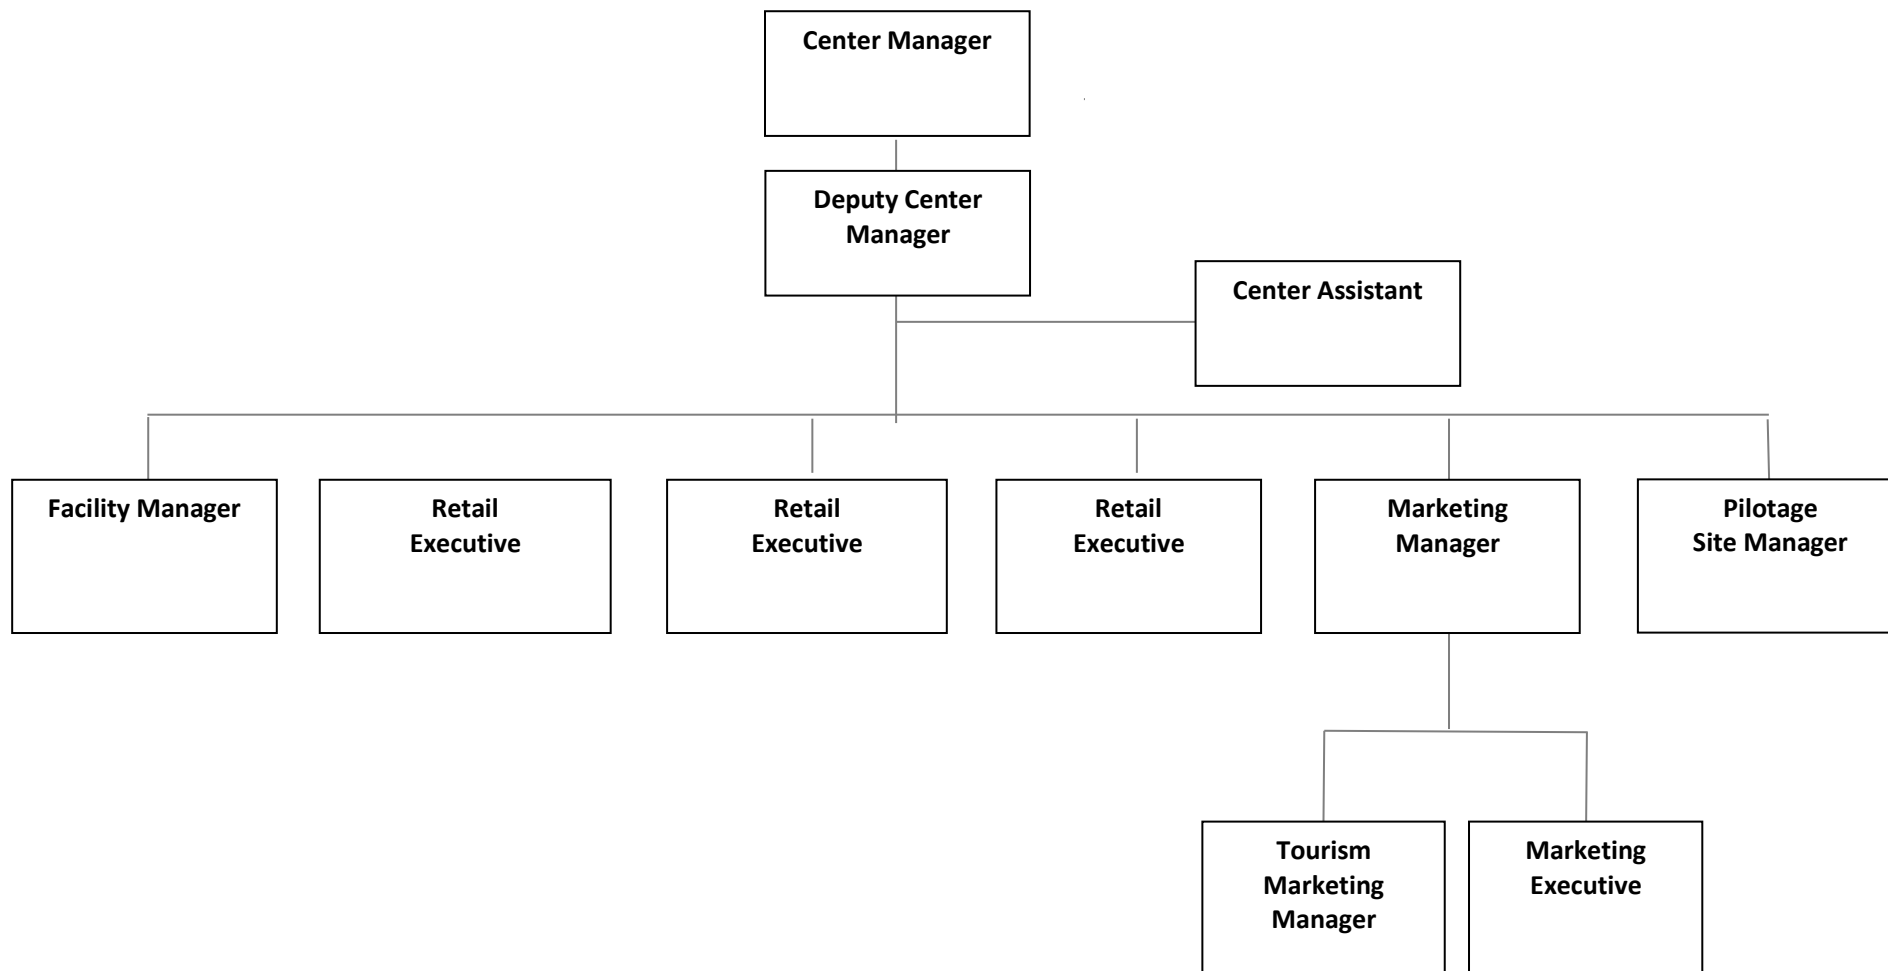 Center Manager
Deputy Center
Manager
Center Assistant
Facility Manager
Retail
Executive
Retail
Executive
Retail
Executive
Marketing
Manager
Pilotage
Site Manager
Tourism
Marketing
Manager
Marketing
Executive